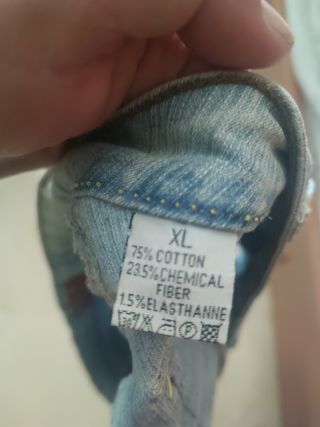 XL
75% COTTON
23.5% CHEMICAL
FIBER
1.5% ELASTHANNE